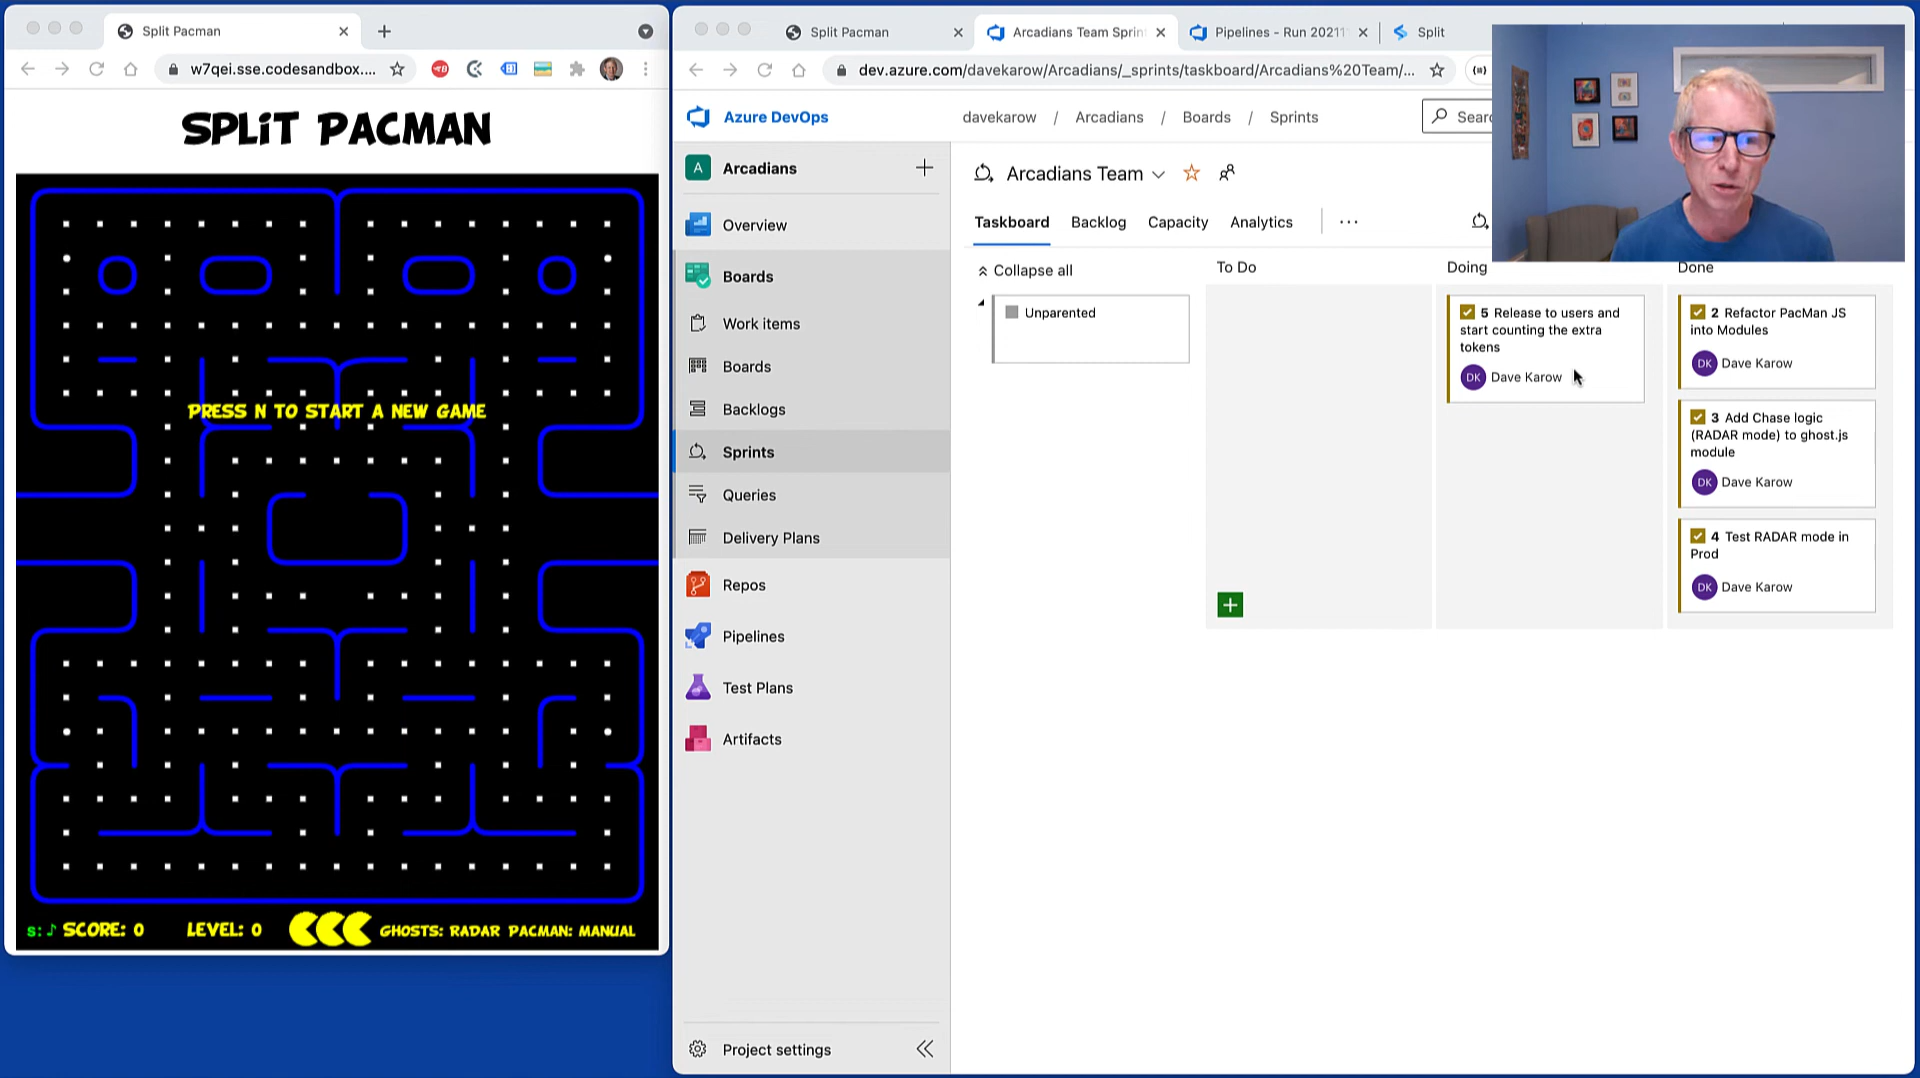 Split Pacman
w7qei.sse.codesandbox....
SPLIT PACMAN
PRESS N TO START A NEW GAME
S: ♪ SCORE: 0 LEVEL: 0 GHOSTS: RADAR PACMAN: MANUAL
Split Pacman
Arcadians Team Sprin
Pipelines - Run 20211
Split
dev.azure.com/davekarow/Arcadians/_sprints/taskboard/Arcadians%20Team/...
Azure DevOps
davekarow / Arcadians / Boards / Sprints
Sear
A Arcadians
Overview
Boards
Work items
Boards
Backlogs
Sprints
Queries
Delivery Plans
Repos
Pipelines
Test Plans
Artifacts
Project settings
Arcadians Team
Taskboard Backlog Capacity Analytics
Collapse all
Unparented
To Do
Doing
5 Release to users and
start counting the extra
tokens
DK Dave Karow
Done
2 Refactor PacMan JS
into Modules
DK Dave Karow
3 Add Chase logic
(RADAR mode) to ghost.js
module
DK Dave Karow
4 Test RADAR mode in
Prod
DK Dave Karow